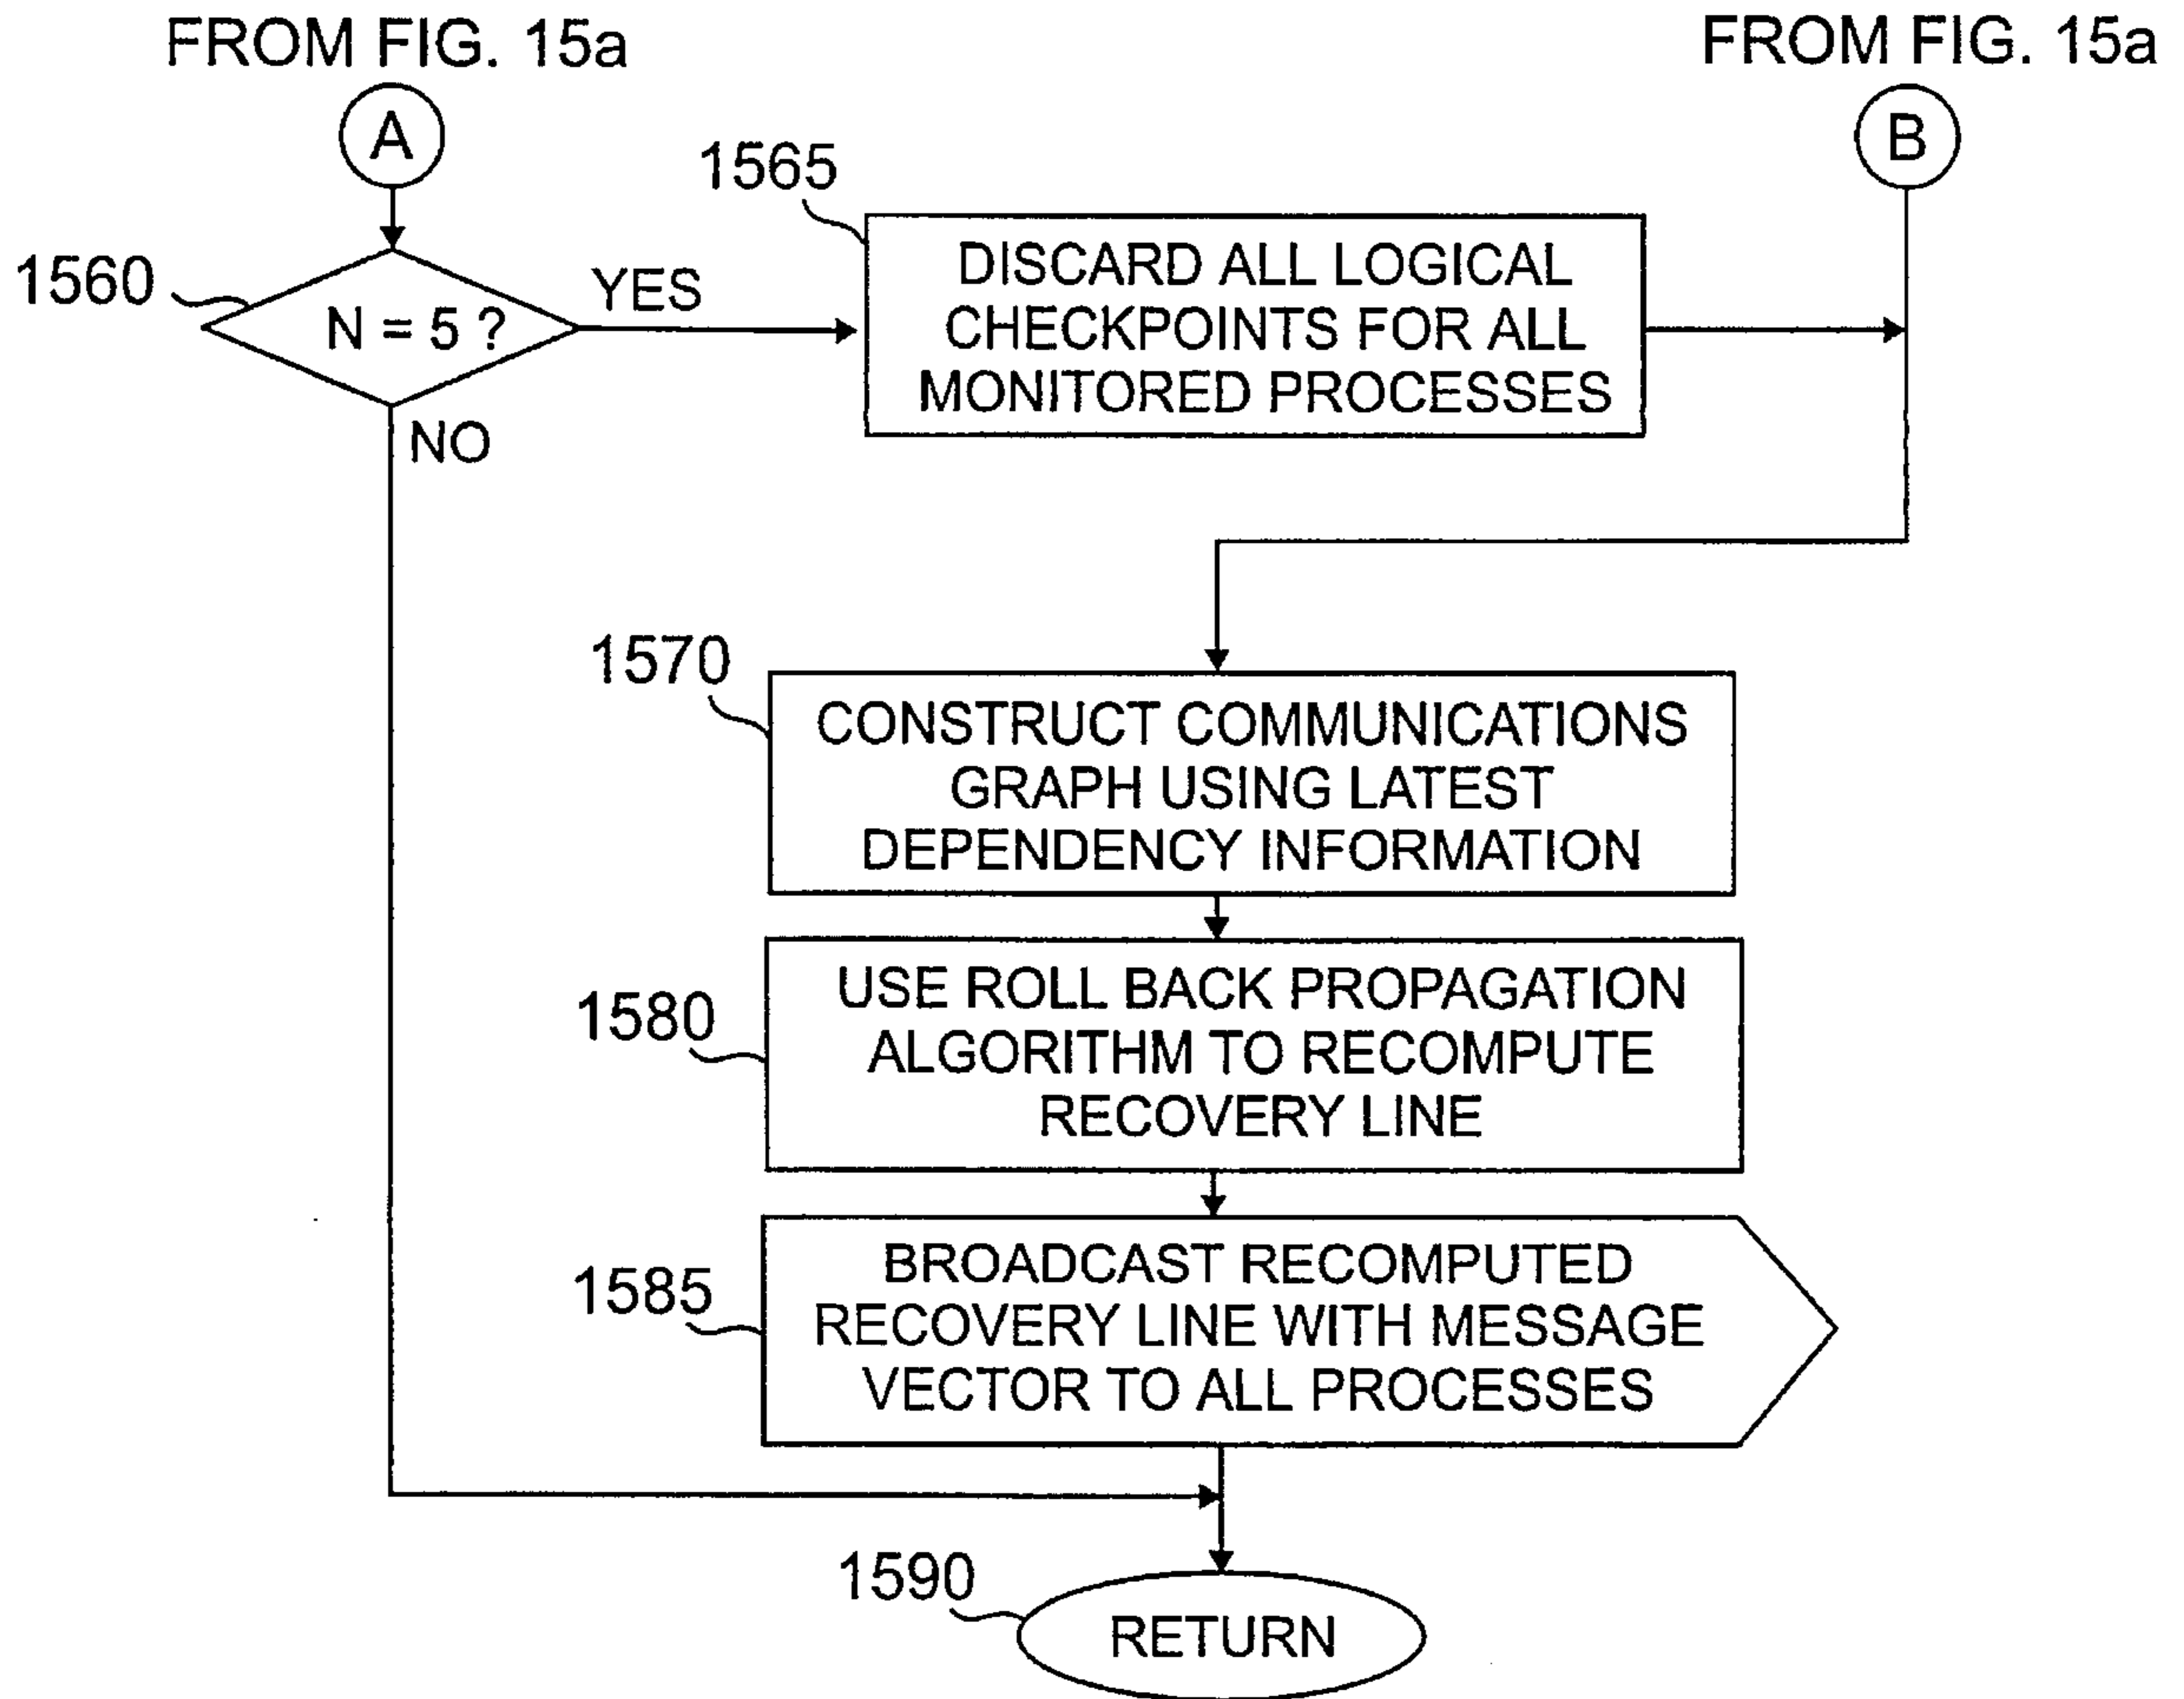 FROM FIG. 15a
FROM FIG. 15a
A
B
1565
1560
N = 5 ?
YES
NO
DISCARD ALL LOGICAL
CHECKPOINTS FOR ALL
MONITORED PROCESSES
1570
CONSTRUCT COMMUNICATIONS
GRAPH USING LATEST
DEPENDENCY INFORMATION
1580
USE ROLL BACK PROPAGATION
ALGORITHM TO RECOMPUTE
RECOVERY LINE
1585
BROADCAST RECOMPUTED
RECOVERY LINE WITH MESSAGE
VECTOR TO ALL PROCESSES
1590
RETURN